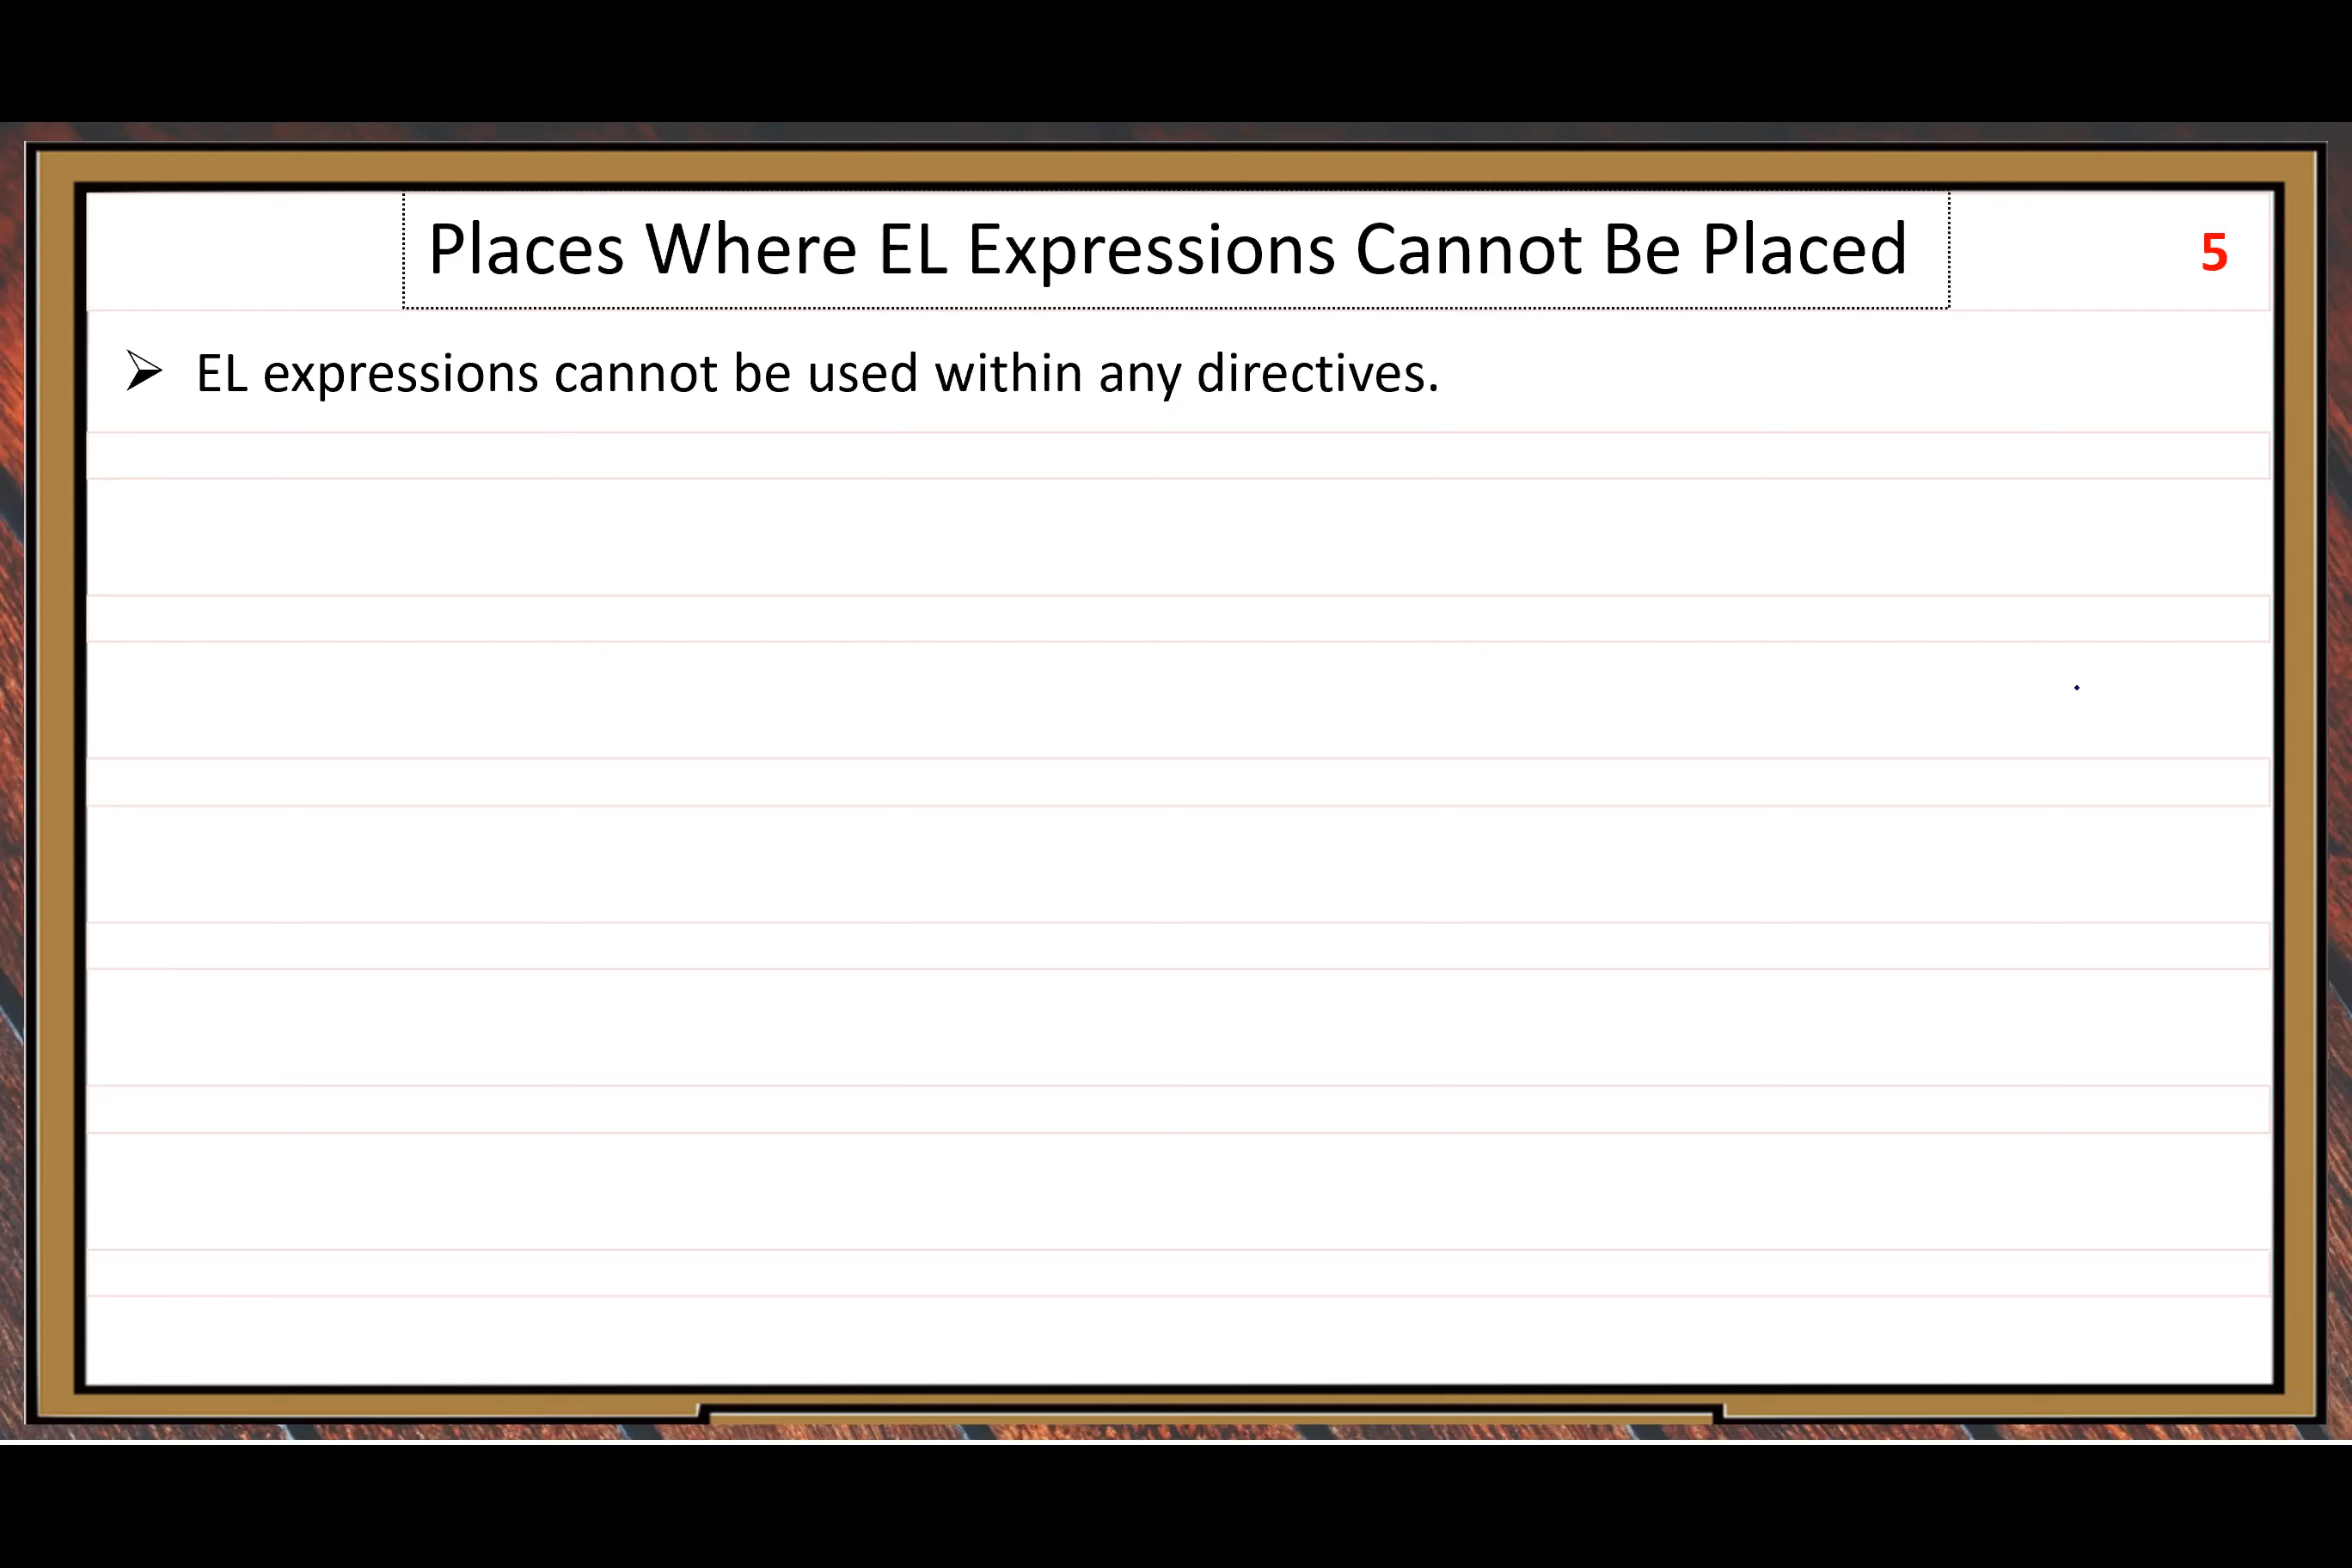 Places Where EL Expressions Cannot Be Placed
5
EL expressions cannot be used within any directives.